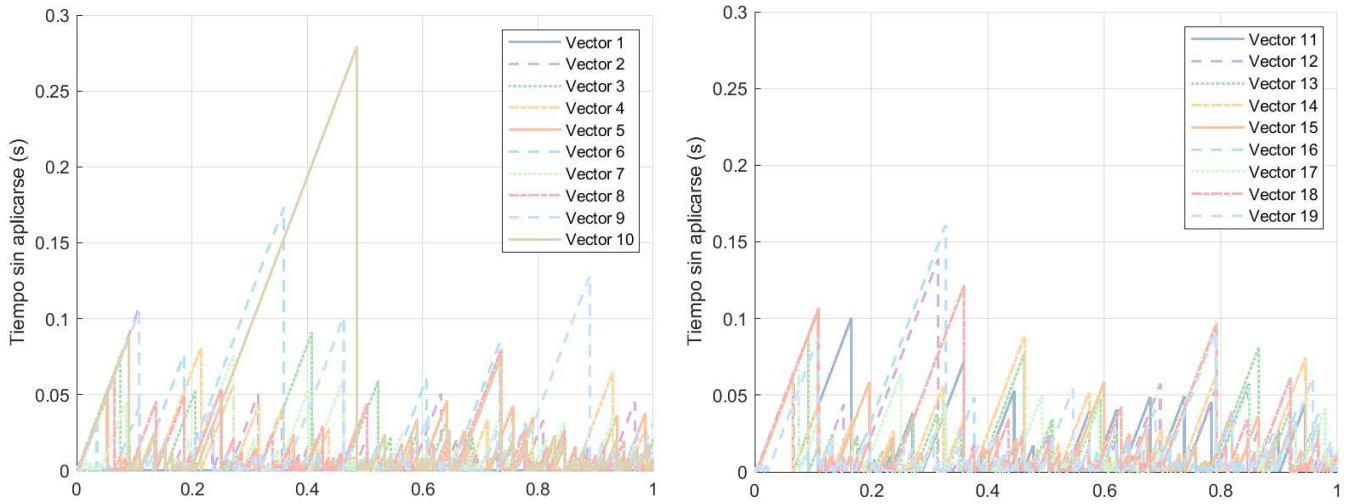 0.3
0.25
0.2
0.15
0.1
0.05
0
Tiempo sin aplicarse (s)
0 0.2 0.4 0.6 0.8 1
Vector 1
Vector 2
Vector 3
Vector 4
Vector 5
Vector 6
Vector 7
Vector 8
Vector 9
Vector 10
0.3
0.25
0.2
0.15
0.1
0.05
0
Tiempo sin aplicarse (s)
0 0.2 0.4 0.6 0.8 1
Vector 11
Vector 12
Vector 13
Vector 14
Vector 15
Vector 16
Vector 17
Vector 18
Vector 19